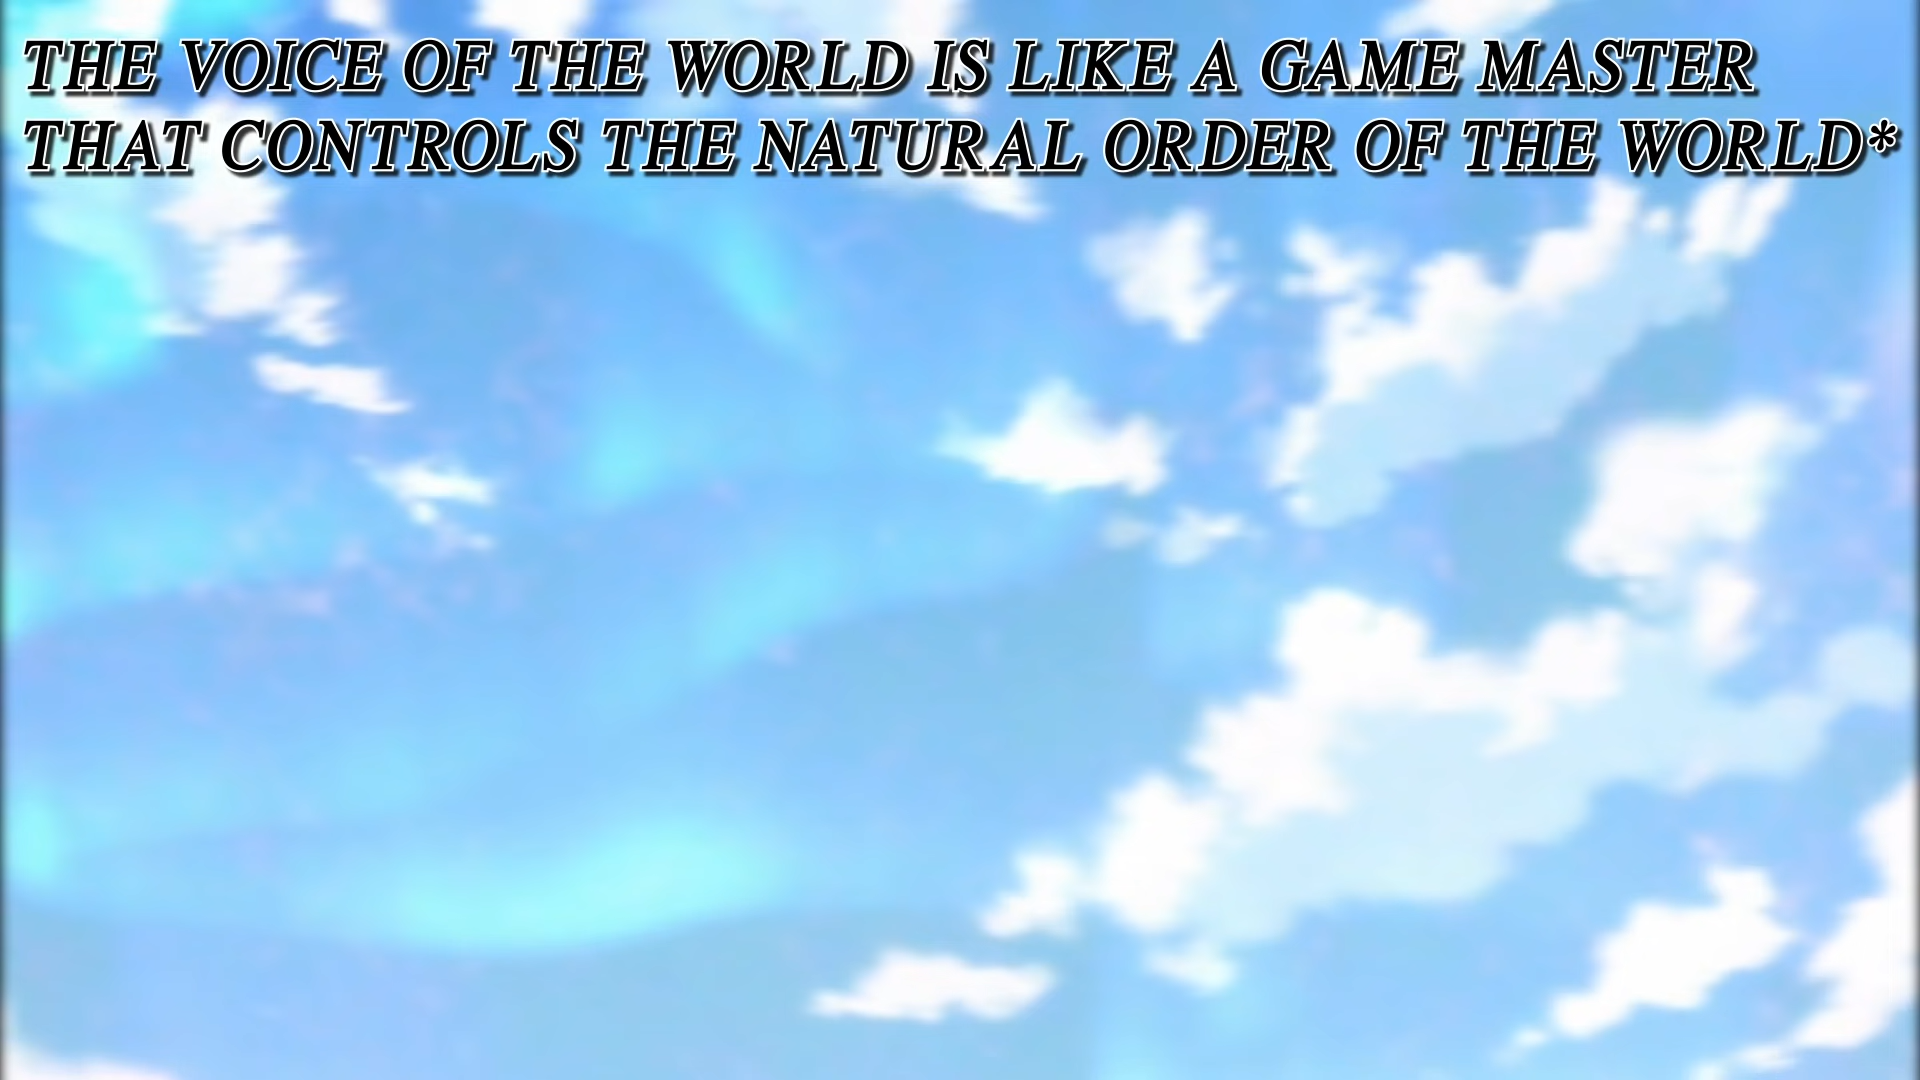 THE VOICE OF THE WORLD IS LIKE A GAME MASTER
THAT CONTROLS THE NATURAL ORDER OF THE WORLD*